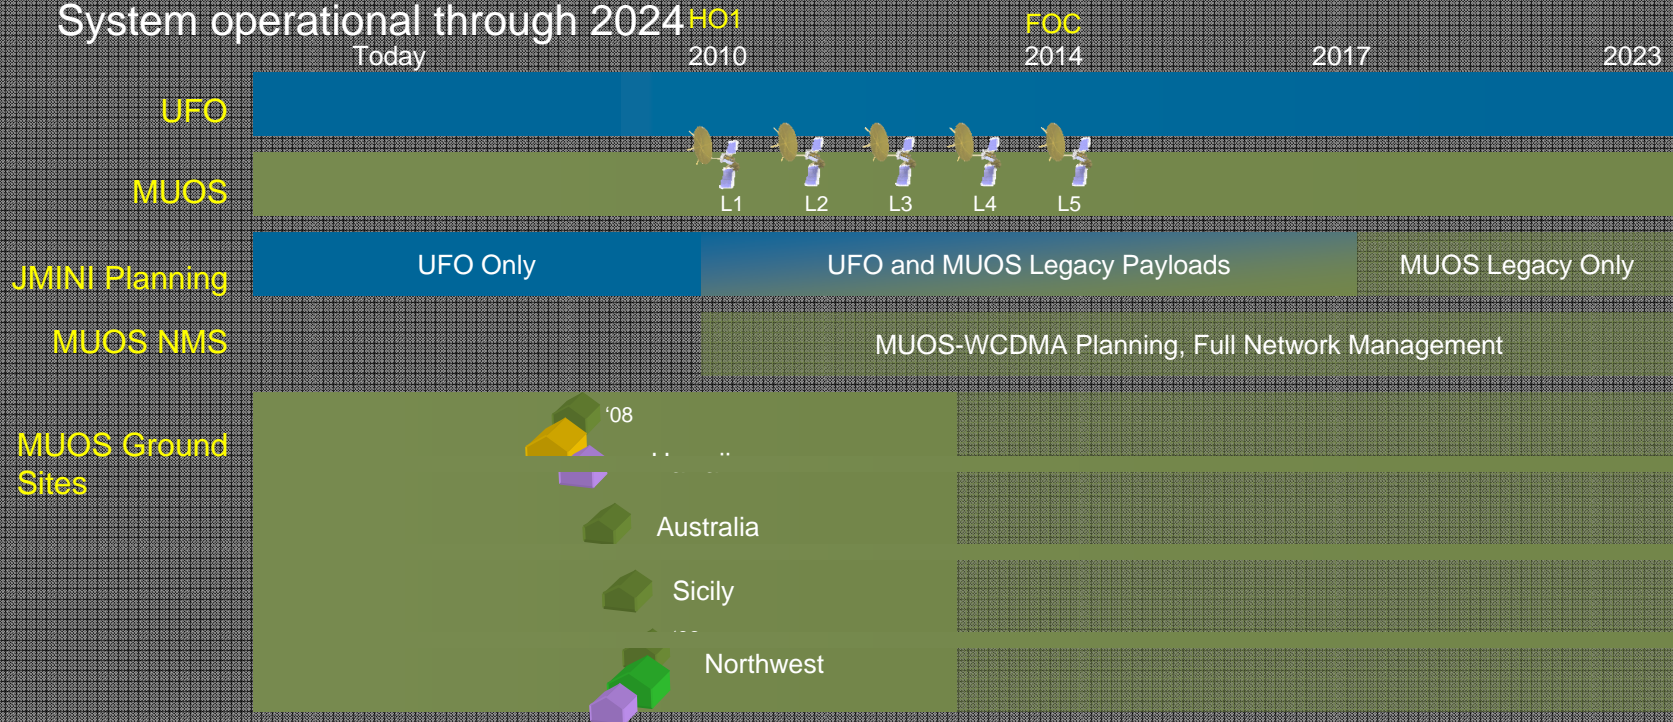 System operational through 2024
HO1
FOC
Today
2010
2014
2017
2023
UFO
MUOS
L1
L2
L3
L4
L5
JMINI Planning
UFO Only
UFO and MUOS Legacy Payloads
MUOS Legacy Only
MUOS NMS
MUOS-WCDMA Planning, Full Network Management
MUOS Ground
Sites
‘08
Australia
Sicily
Northwest